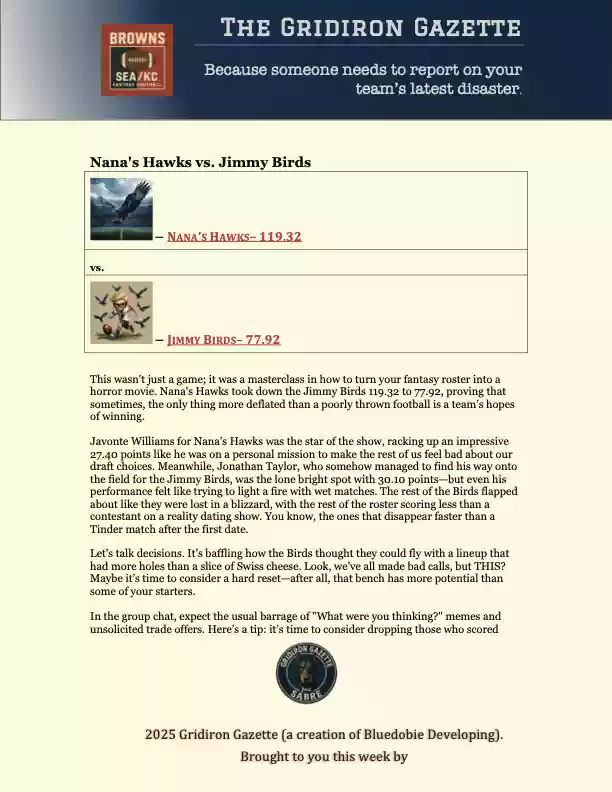 The Gridiron Gazette
BROWNS
SEA/KC
FANTASY FOOTBALL
Because someone needs to report on your
team's latest disaster.
Nana's Hawks vs. Jimmy Birds
– Nana's Hawks– 119.32
vs.
– Jimmy Birds– 77.92
This wasn't just a game; it was a masterclass in how to turn your fantasy roster into a
horror movie. Nana's Hawks took down the Jimmy Birds 119.32 to 77.92, proving that
sometimes, the only thing more deflated than a poorly thrown football is a team's hopes
of winning.
Javonte Williams for Nana's Hawks was the star of the show, racking up an impressive
27.40 points like he was on a personal mission to make the rest of us feel bad about our
draft choices. Meanwhile, Jonathan Taylor, who somehow managed to find his way onto
the field for the Jimmy Birds, was the lone bright spot with 30.10 points—but even his
performance felt like trying to light a fire with wet matches. The rest of the Birds flapped
about like they were lost in a blizzard, with the rest of the roster scoring less than a
contestant on a reality dating show. You know, the ones that disappear faster than a
Tinder match after the first date.
Let's talk decisions. It's baffling how the Birds thought they could fly with a lineup that
had more holes than a slice of Swiss cheese. Look, we've all made bad calls, but THIS?
Maybe it's time to consider a hard reset—after all, that bench has more potential than
some of your starters.
In the group chat, expect the usual barrage of "What were you thinking?" memes and
unsolicited trade offers. Here's a tip: it's time to consider dropping those who scored
GRIDIRON GAZETTE
SABRE
2025 Gridiron Gazette (a creation of Bluedobie Developing).
Brought to you this week by